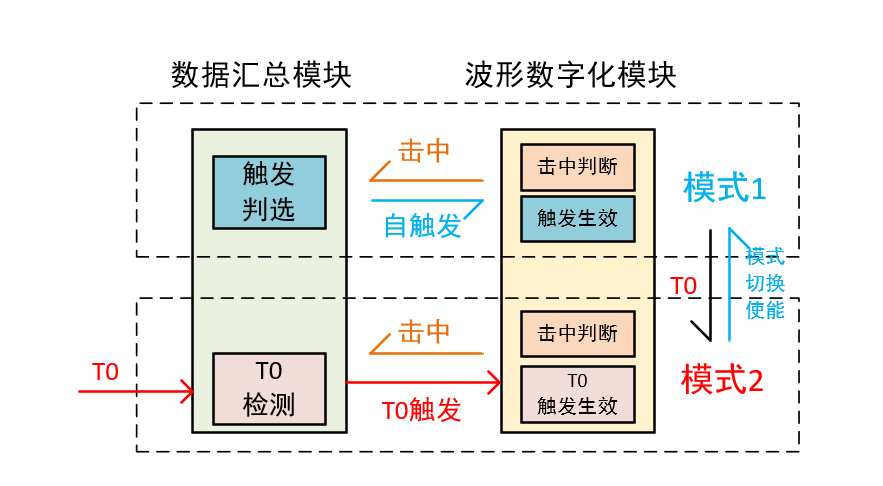 数据汇总模块
波形数字化模块
击中
触发
判选
自触发
击中判断
触发生效
模式1
T0
模式
切换
使能
击中
击中判断
T0
T0
检测
T0触发
T0
触发生效
模式2